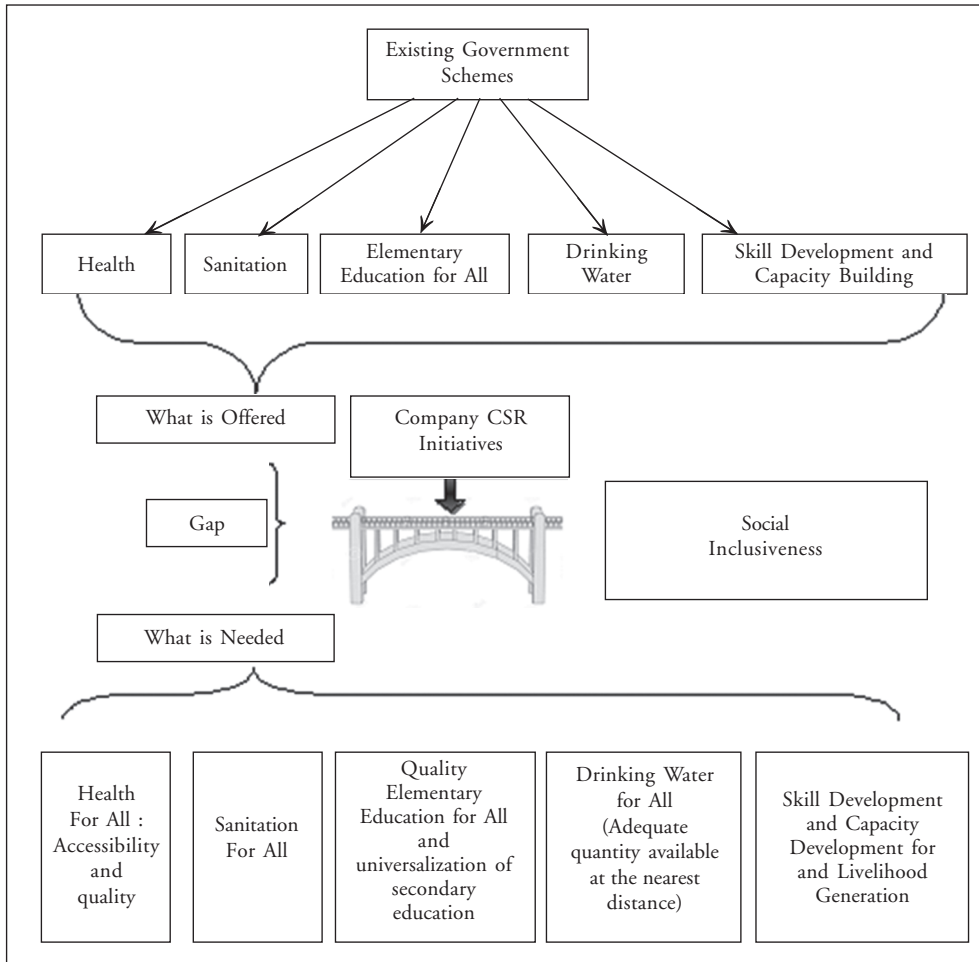 Existing Government
Schemes
Health
Sanitation
Elementary
Education for All
Drinking
Water
Skill Development and
Capacity Building
What is Offered
Company CSR
Initiatives
Gap
Social
Inclusiveness
What is Needed
Health
For All :
Accessibility
and
quality
Sanitation
For All
Quality
Elementary
Education for All
and
universalization of
secondary
education
Drinking Water
for All
(Adequate
quantity available
at the nearest
distance)
Skill Development
and Capacity
Development for
and Livelihood
Generation